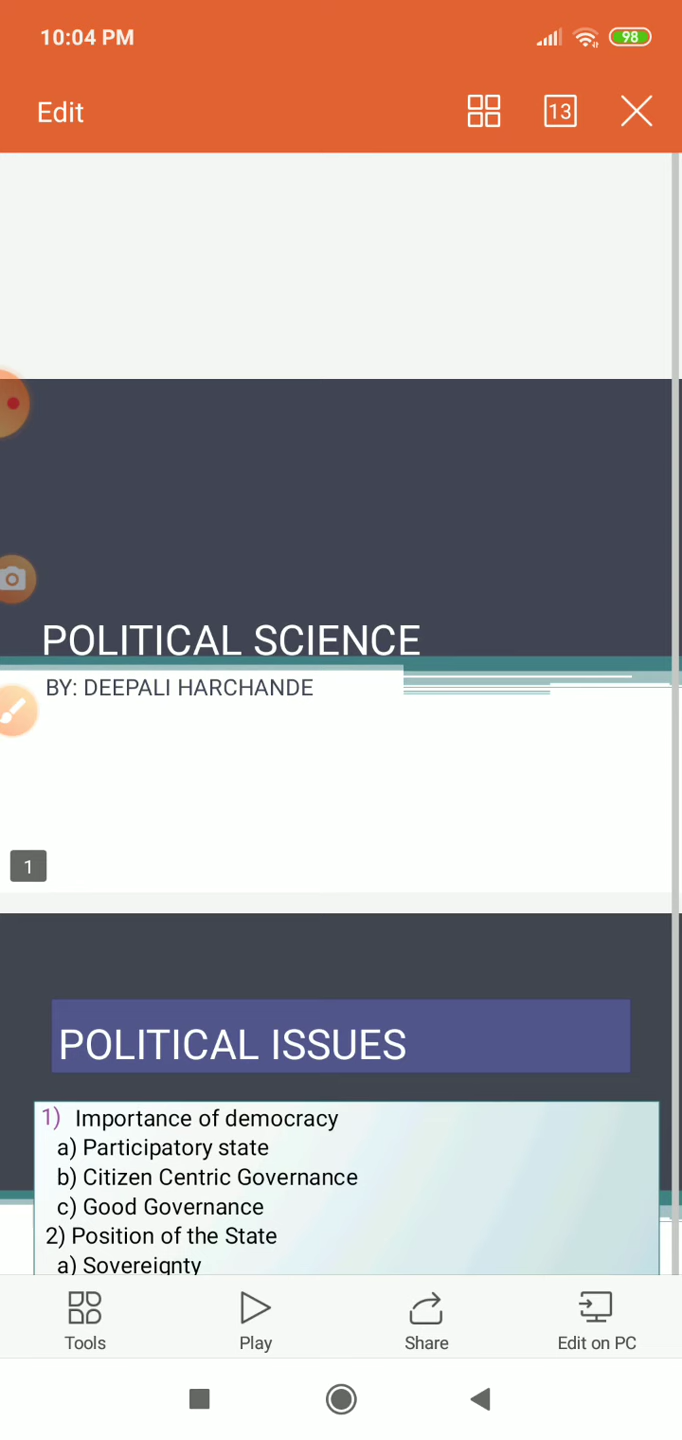 10:04 PM
98
Edit
13
POLITICAL SCIENCE
BY: DEEPALI HARCHANDE
1
POLITICAL ISSUES
1) Importance of democracy
a) Participatory state
b) Citizen Centric Governance
c) Good Governance
2) Position of the State
a) Sovereignty
Tools
Play
Share
Edit on PC